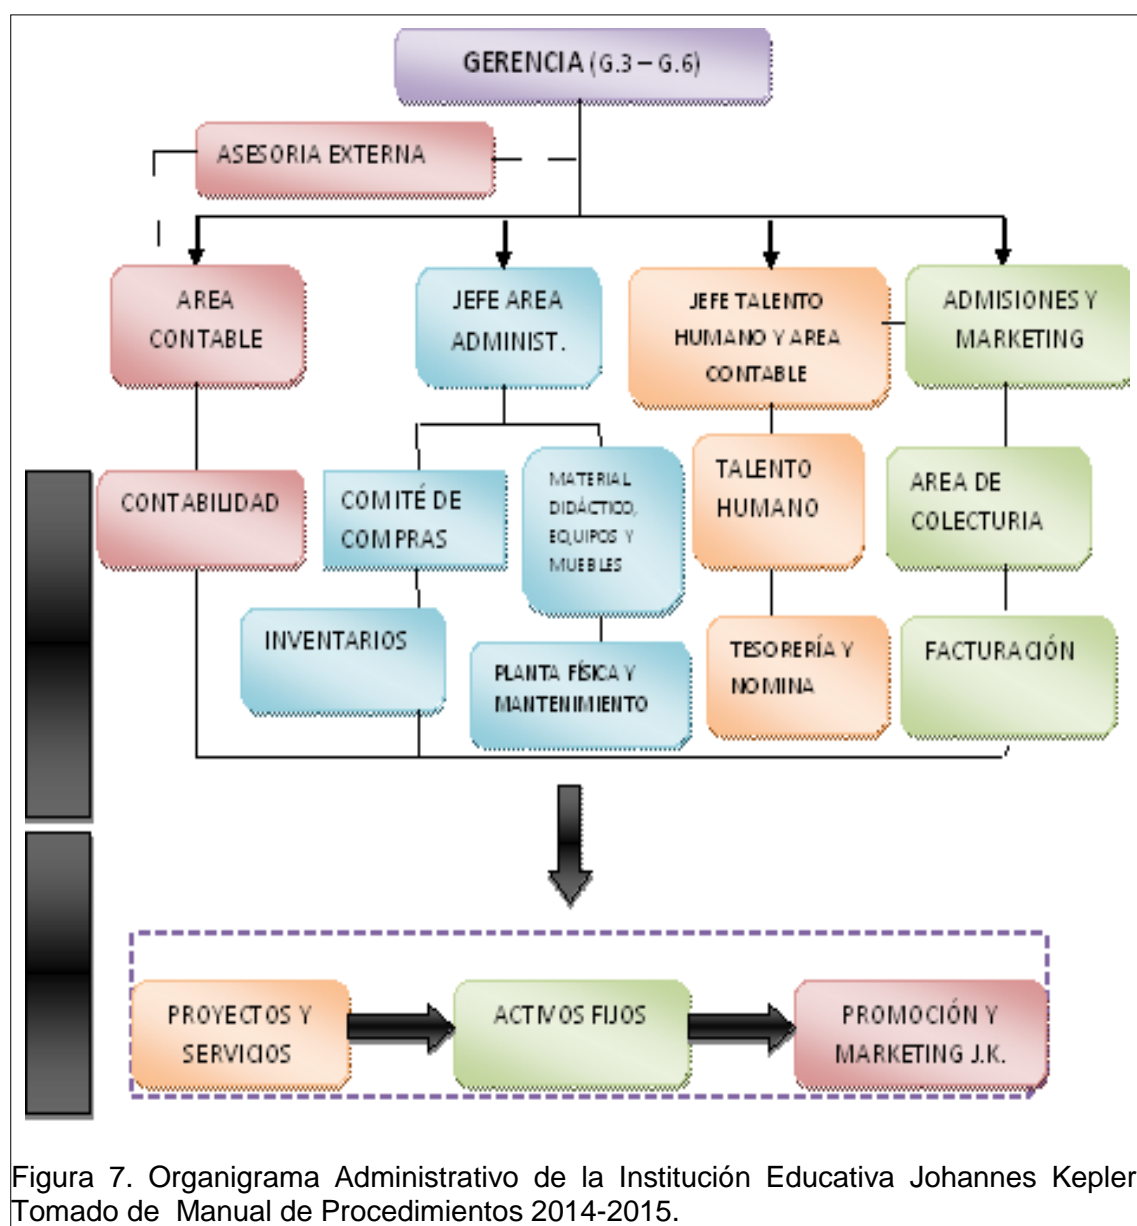 GERENCIA (G.3 – G.6)
ASESORIA EXTERNA
AREA
CONTABLE
JEFE AREA
ADMINIST.
JEFE TALENTO
HUMANO Y AREA
CONTABLE
ADMISIONES Y
MARKETING
CONTABILIDAD
COMITÉ DE
COMPRAS
MATERIAL
DIDÁCTICO,
EQUIPOS Y
MUEBLES
TALENTO
HUMANO
AREA DE
COLECTURIA
INVENTARIOS
PLANTA FÍSICA Y
MANTENIMIENTO
TESORERÍA Y
NOMINA
FACTURACIÓN
PROYECTOS Y
SERVICIOS
ACTIVOS FIJOS
PROMOCIÓN Y
MARKETING J.K.
Figura 7. Organigrama Administrativo de la Institución Educativa Johannes Kepler
Tomado de Manual de Procedimientos 2014-2015.